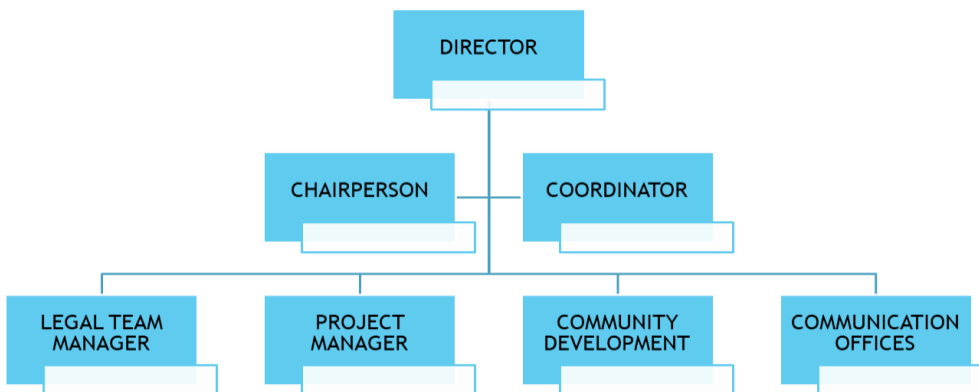 DIRECTOR
CHAIRPERSON
COORDINATOR
LEGAL TEAM
MANAGER
PROJECT
MANAGER
COMMUNITY
DEVELOPMENT
COMMUNICATION
OFFICES